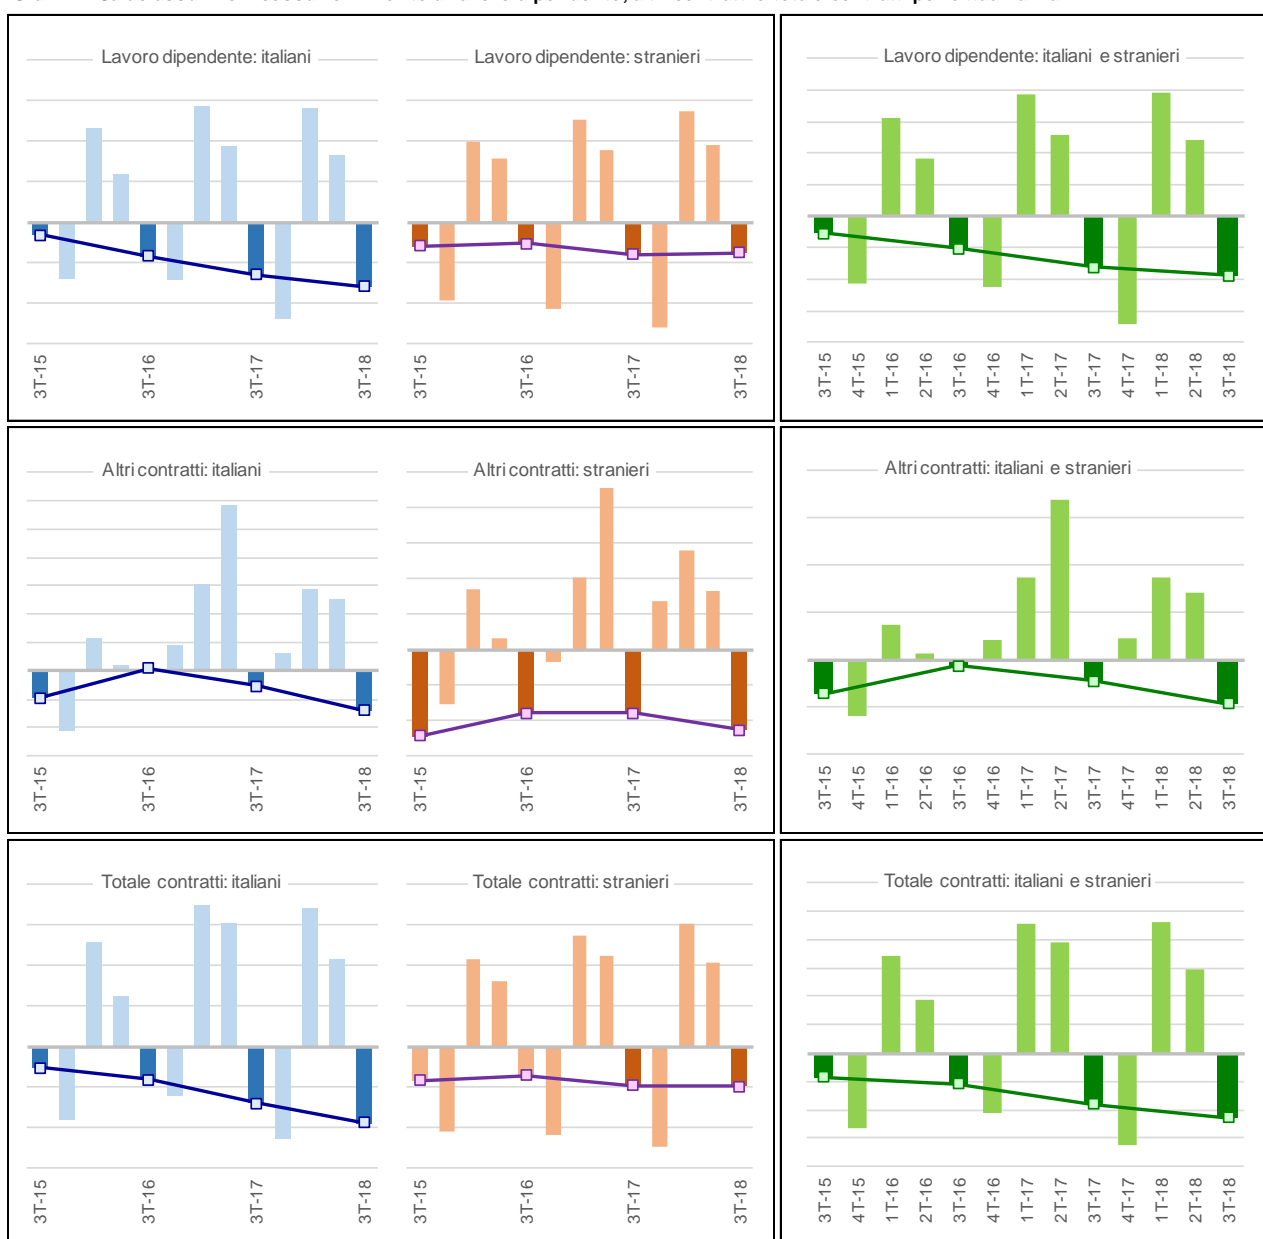 Lavoro dipendente: italiani
Lavoro dipendente: stranieri
Lavoro dipendente: italiani e stranieri
3T-15
3T-16
3T-17
3T-18
3T-15
3T-16
3T-17
3T-18
3T-15
4T-15
1T-16
2T-16
3T-16
4T-16
1T-17
2T-17
3T-17
4T-17
1T-18
2T-18
3T-18
Altri contratti: italiani
Altri contratti: stranieri
Altri contratti: italiani e stranieri
3T-15
3T-16
3T-17
3T-18
3T-15
3T-16
3T-17
3T-18
3T-15
4T-15
1T-16
2T-16
3T-16
4T-16
1T-17
2T-17
3T-17
4T-17
1T-18
2T-18
3T-18
Totale contratti: italiani
Totale contratti: stranieri
Totale contratti: italiani e stranieri
3T-15
3T-16
3T-17
3T-18
3T-15
3T-16
3T-17
3T-18
3T-15
4T-15
1T-16
2T-16
3T-16
4T-16
1T-17
2T-17
3T-17
4T-17
1T-18
2T-18
3T-18